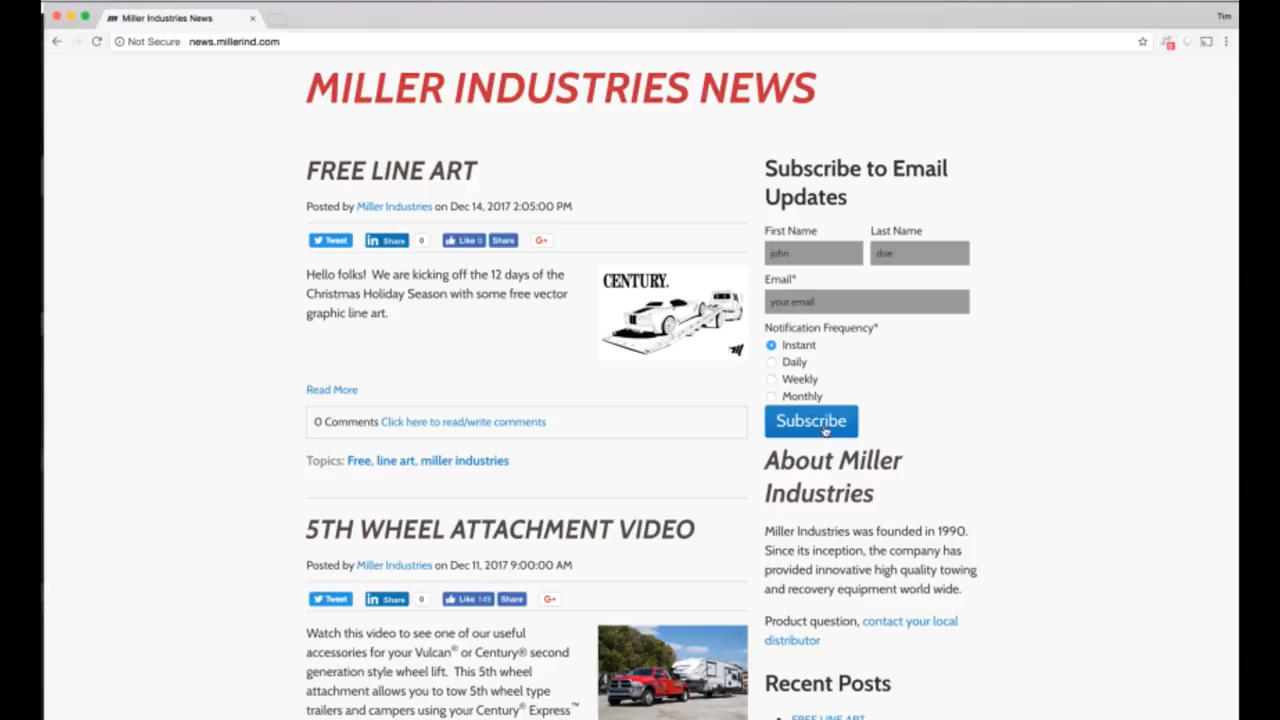 Miller Industries News
Tim
Not Secure news.millerind.com
MILLER INDUSTRIES NEWS
FREE LINE ART
Posted by Miller Industries on Dec 14, 2017 2:05:00 PM
Tweet
Share 0
Like 0 Share
G+
Hello folks! We are kicking off the 12 days of the
Christmas Holiday Season with some free vector
graphic line art.
CENTURY.
Read More
0 Comments Click here to read/write comments
Topics: Free, line art, miller industries
5TH WHEEL ATTACHMENT VIDEO
Posted by Miller Industries on Dec 11, 2017 9:00:00 AM
Tweet
Share 0
Like 145 Share
G+
Watch this video to see one of our useful
accessories for your Vulcan® or Century® second
generation style wheel lift. This 5th wheel
attachment allows you to tow 5th wheel type
trailers and campers using your Century® Express™
Subscribe to Email
Updates
First Name Last Name
john doe
Email*
your email
Notification Frequency*
Instant
Daily
Weekly
Monthly
Subscribe
About Miller
Industries
Miller Industries was founded in 1990.
Since its inception, the company has
provided innovative high quality towing
and recovery equipment world wide.
Product question, contact your local
distributor
Recent Posts
FREE LINE ART